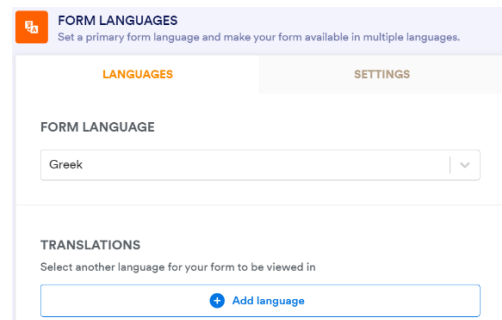 FORM LANGUAGES
Set a primary form language and make your form available in multiple languages.
LANGUAGES
SETTINGS
FORM LANGUAGE
Greek
TRANSLATIONS
Select another language for your form to be viewed in
Add language